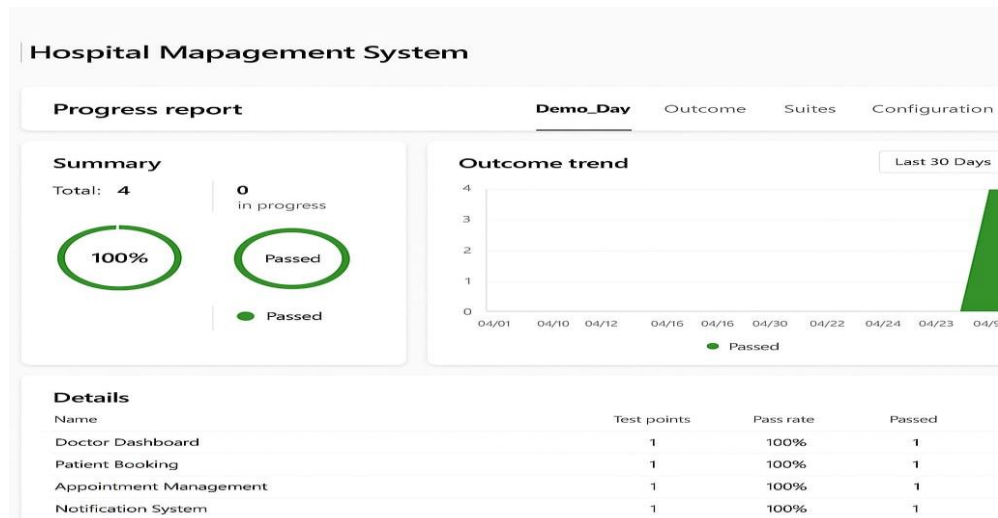 Hospital Mapagement System
Progress report
Demo_Day Outcome Suites Configuration
Summary
Total: 4
0
in progress
100%
Passed
Passed
Outcome trend
Last 30 Days
4
3
2
1
0
04/01 04/10 04/12 04/16 04/16 04/30 04/22 04/24 04/23 04/9
Passed
Details
Name Test points Pass rate Passed
Doctor Dashboard 1 100% 1
Patient Booking 1 100% 1
Appointment Management 1 100% 1
Notification System 1 100% 1